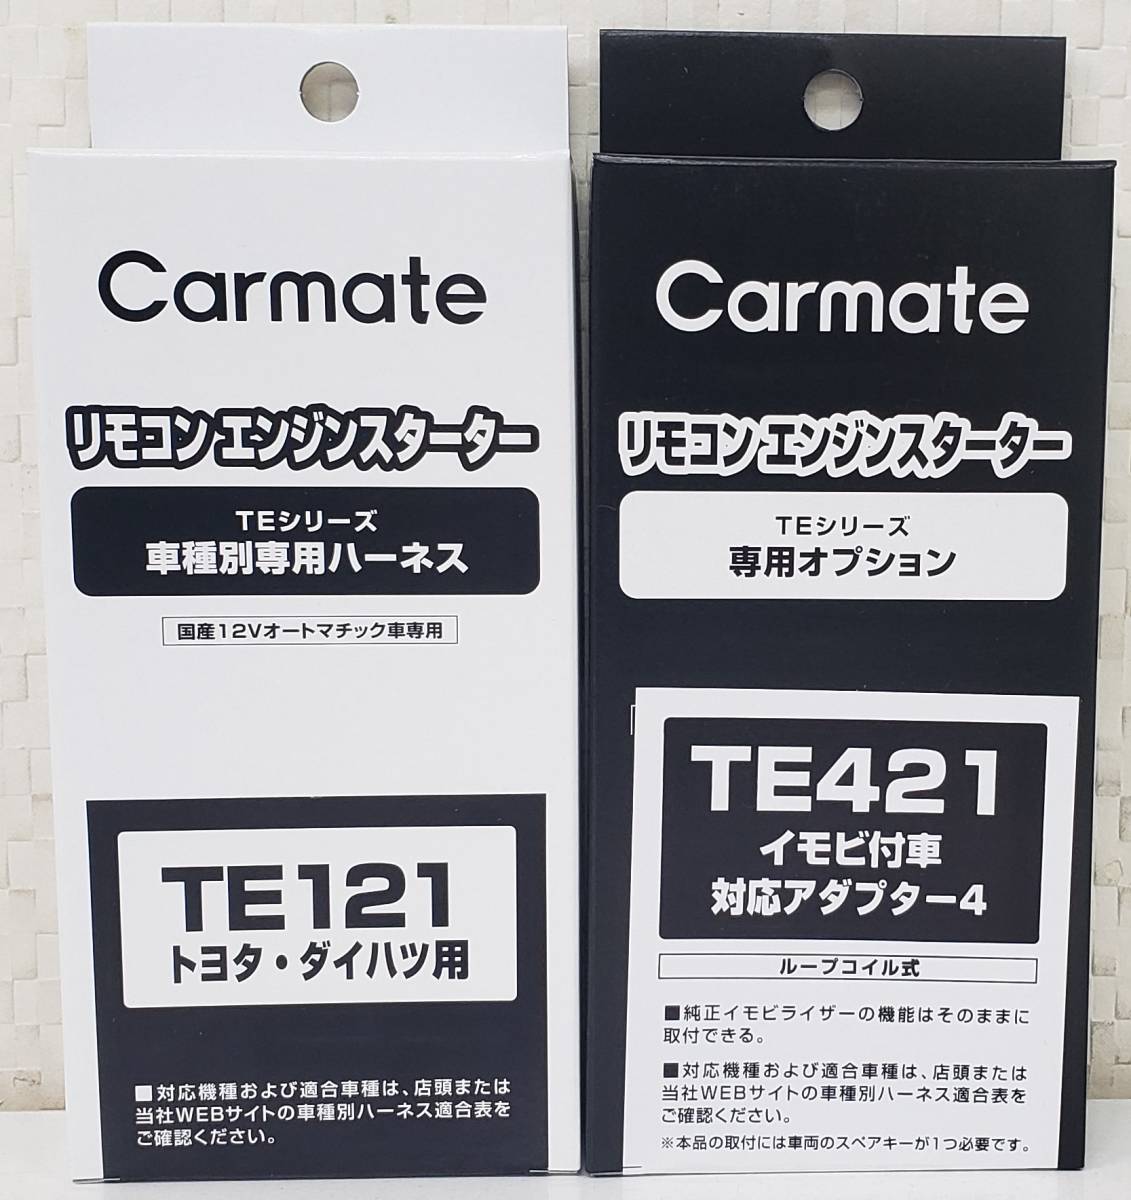 Carmate
リモコンエンジンスターター
TEシリーズ
車種別専用ハーネス
国産12Vオートマチック車専用
TE121
トヨタ・ダイハツ用
■対応機種および適合車種は、店頭または
当社WEBサイトの車種別ハーネス適合表を
ご確認ください。
Carmate
リモコンエンジンスターター
TEシリーズ
専用オプション
TE421
イモビ付車
対応アダプター4
ループコイル式
■純正イモビライザーの機能はそのままに
取付できる。
■対応機種および適合車種は、店頭または
当社WEBサイトの車種別ハーネス適合表を
ご確認ください。
※本品の取付には車両のスペアキーが1つ必要です。